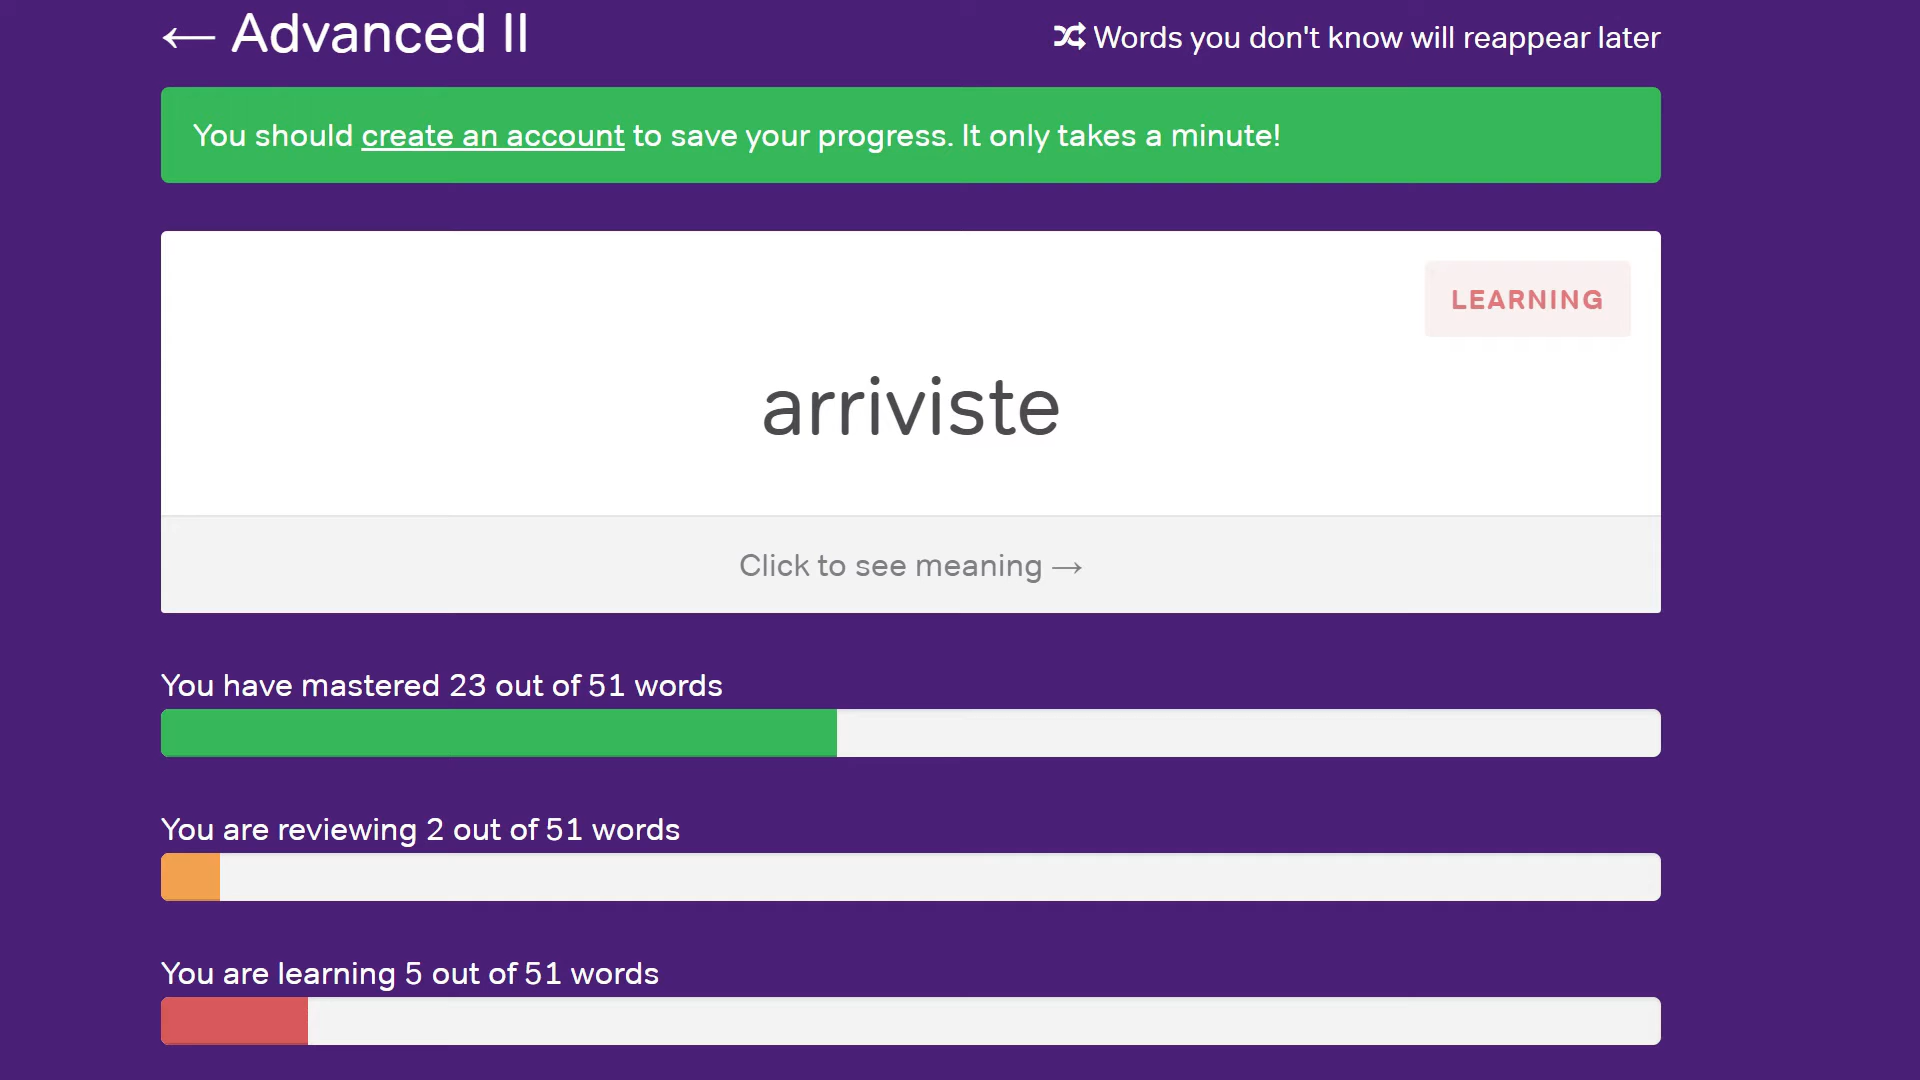 ← Advanced II
Words you don't know will reappear later
You should create an account to save your progress. It only takes a minute!
LEARNING
arriviste
Click to see meaning →
You have mastered 23 out of 51 words
You are reviewing 2 out of 51 words
You are learning 5 out of 51 words